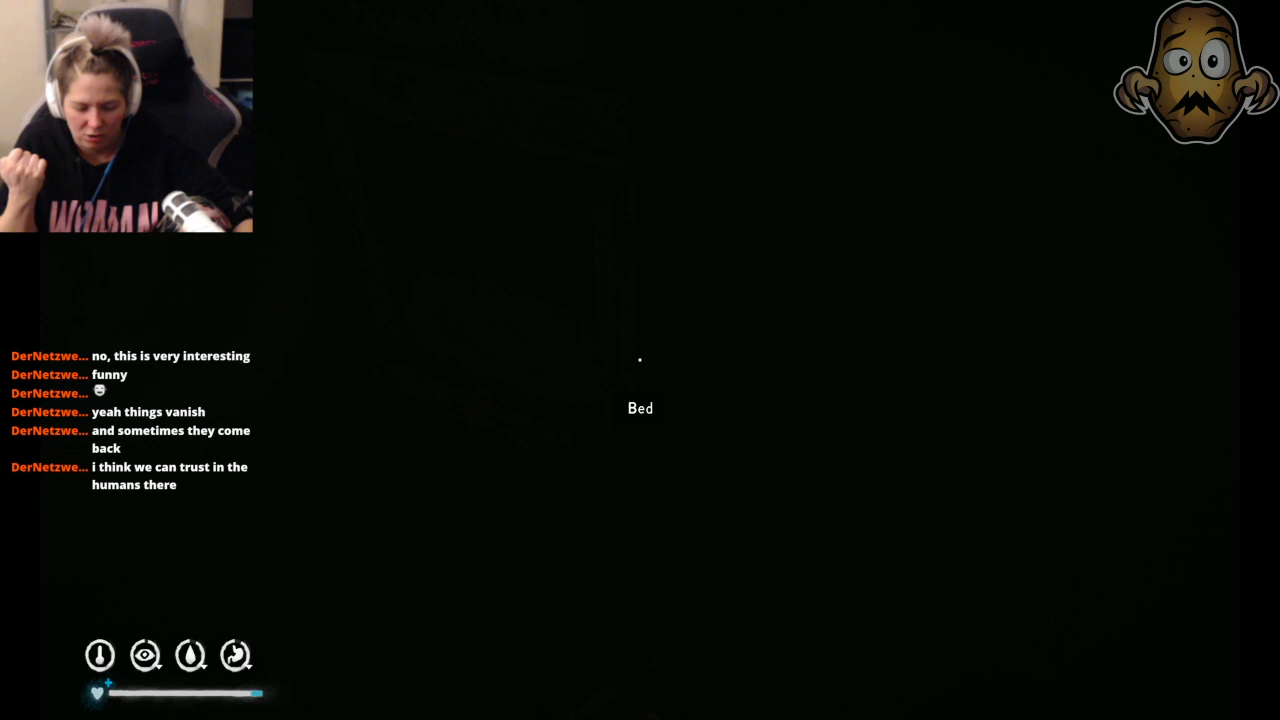 WOMAN
DerNetzwe... no, this is very interesting
DerNetzwe... funny
DerNetzwe...
DerNetzwe... yeah things vanish
DerNetzwe... and sometimes they come
back
DerNetzwe... i think we can trust in the
humans there
Bed